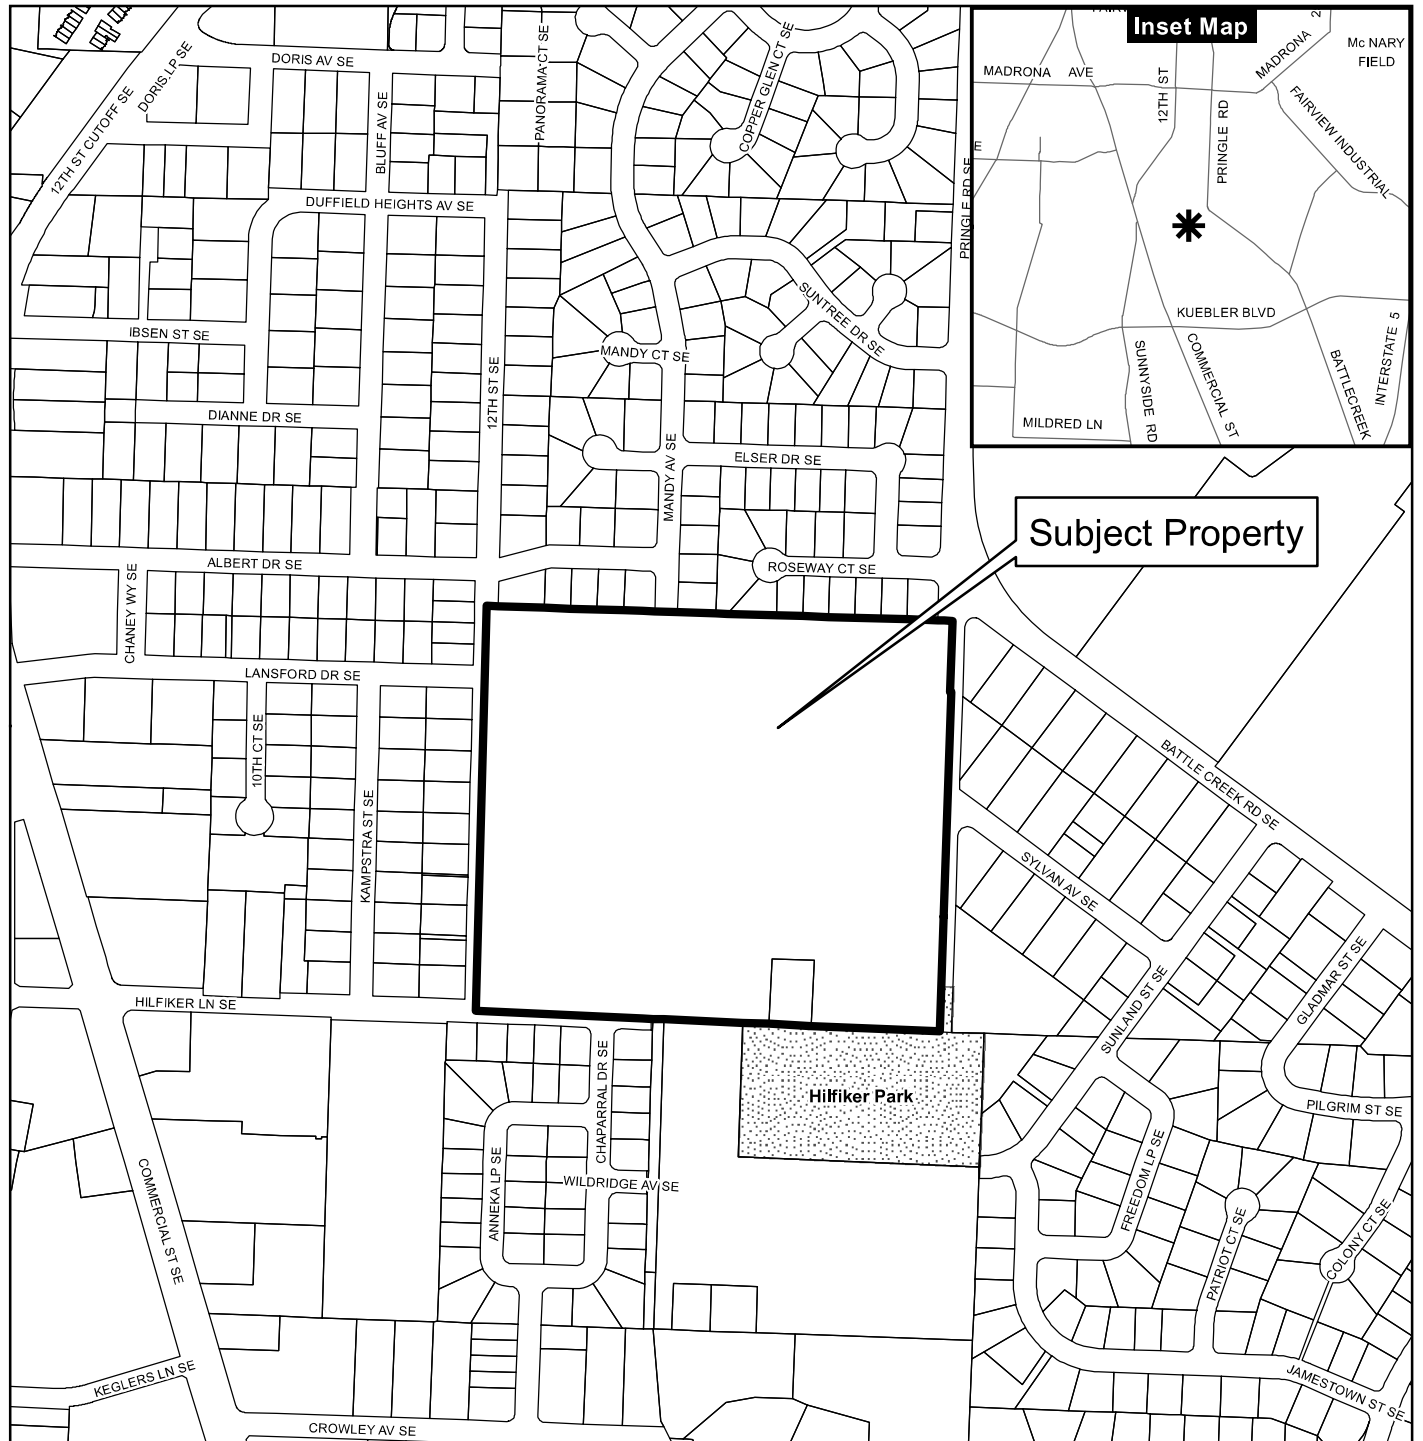 Inset Map
MADRONA
2
Mc NARY
FIELD
MADRONA AVE
12TH ST
PRINGLE RD
FAIRVIEW INDUSTRIAL
E
KUEBLER BLVD
SUNNYSIDE RD
COMMERCIAL ST
BATTLECREEK
INTERSTATE 5
MILDRED LN
DORIS LP SE
DORIS AV SE
12TH ST CUTOFF SE
BLUFF AV SE
PANORAMA CT SE
COPPER GLEN CT SE
PRINGLE RD SE
DUFFIELD HEIGHTS AV SE
SUNTREE DR SE
IBSEN ST SE
MANDY CT SE
12TH ST SE
DIANNE DR SE
MANDY AV SE
ELSER DR SE
Subject Property
ALBERT DR SE
ROSEWAY CT SE
CHANEY WY SE
LANSFORD DR SE
10TH CT SE
KAMPSTRA ST SE
BATTLE CREEK RD SE
SYLVAN AV SE
HILFIKER LN SE
SUNLAND ST SE
GLADMAR ST SE
CHAPARRAL DR SE
Hilfiker Park
PILGRIM ST SE
COMMERCIAL ST SE
ANNEKA LP SE
WILDRIDGE AV SE
FREEDOM LP SE
PATRIOT CT SE
COLONY CT SE
KEGLERS LN SE
JAMESTOWN ST SE
CROWLEY AV SE